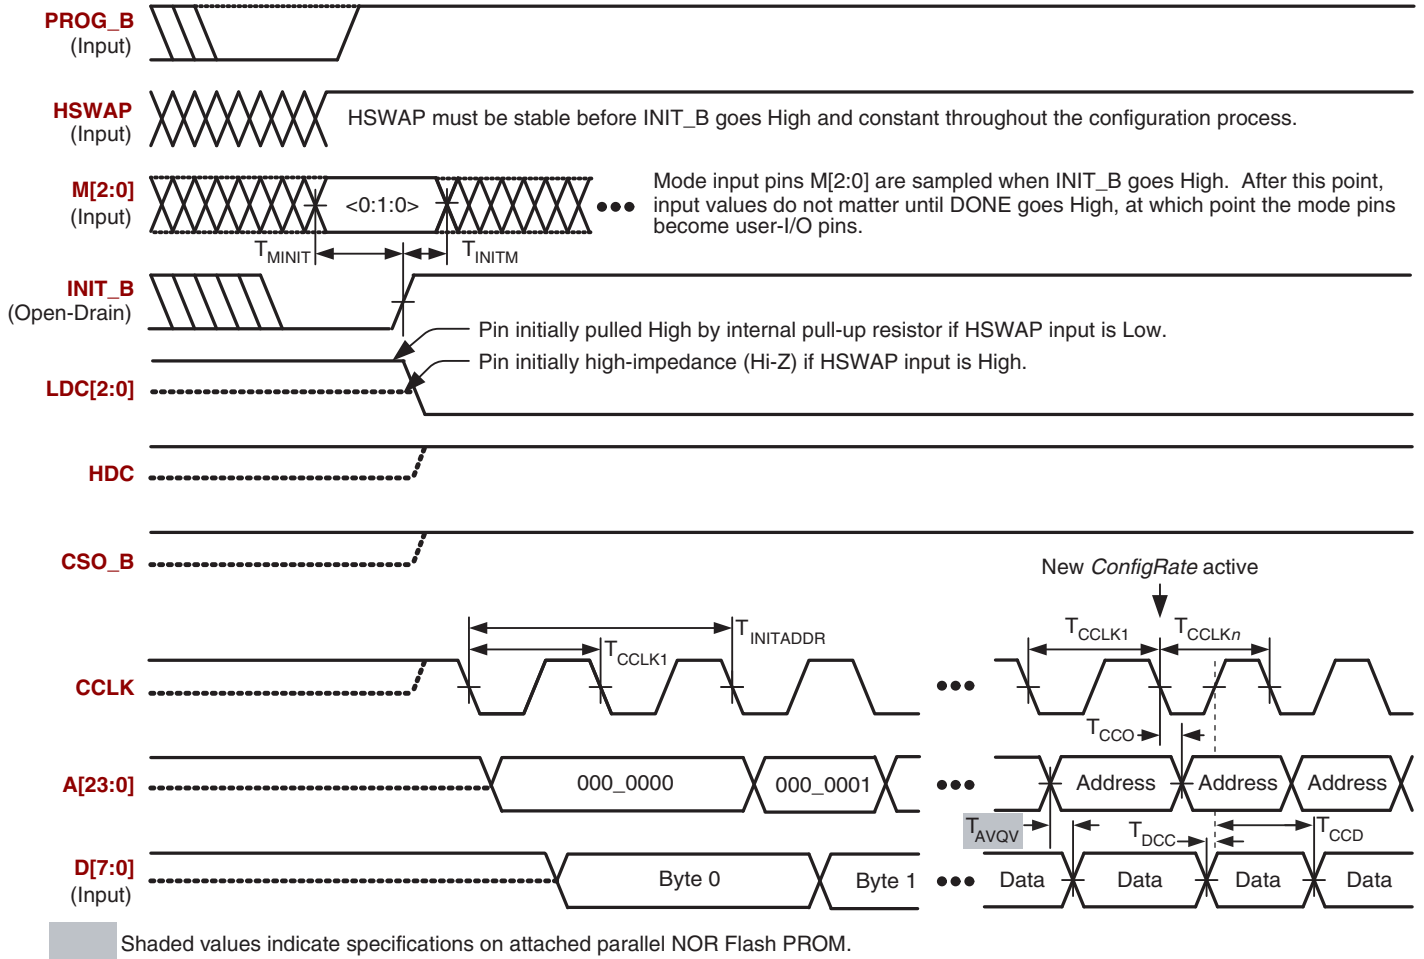 PROG_B
(Input)
HSWAP
(Input)
HSWAP must be stable before INIT_B goes High and constant throughout the configuration process.
M[2:0]
(Input)
<0:1:0>
Mode input pins M[2:0] are sampled when INIT_B goes High. After this point,
input values do not matter until DONE goes High, at which point the mode pins
become user-I/O pins.
TMINIT
TINITM
INIT_B
(Open-Drain)
Pin initially pulled High by internal pull-up resistor if HSWAP input is Low.
Pin initially high-impedance (Hi-Z) if HSWAP input is High.
LDC[2:0]
HDC
CSO_B
New ConfigRate active
TINITADDR
TCCLK1
TCCLK1
TCCLKn
CCLK
TCCO
A[23:0]
000_0000
000_0001
Address
Address
Address
TAVQV
TDCC
TCCD
D[7:0]
(Input)
Byte 0
Byte 1
Data
Data
Data
Data
Shaded values indicate specifications on attached parallel NOR Flash PROM.